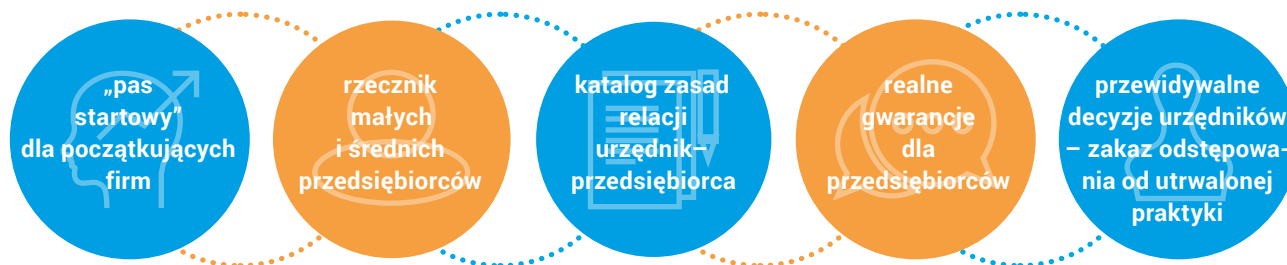 „pas
startowy”
dla początkujących
firm
rzecznik
małych
i średnich
przedsiębiorców
katalog zasad
relacji
urzędnik–
przedsiębiorca
realne
gwarancje
dla
przedsiębiorców
przewidywalne
decyzje urzędników
– zakaz odstępowa-
nia od utrwalonej
praktyki